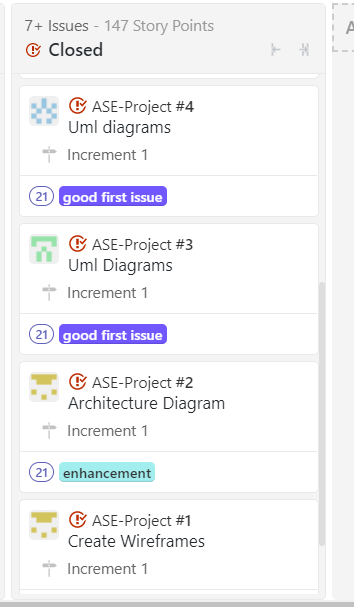 7+ Issues - 147 Story Points
Closed
ASE-Project #4
Uml diagrams
Increment 1
21 good first issue
ASE-Project #3
Uml Diagrams
Increment 1
21 good first issue
ASE-Project #2
Architecture Diagram
Increment 1
21 enhancement
ASE-Project #1
Create Wireframes
Increment 1